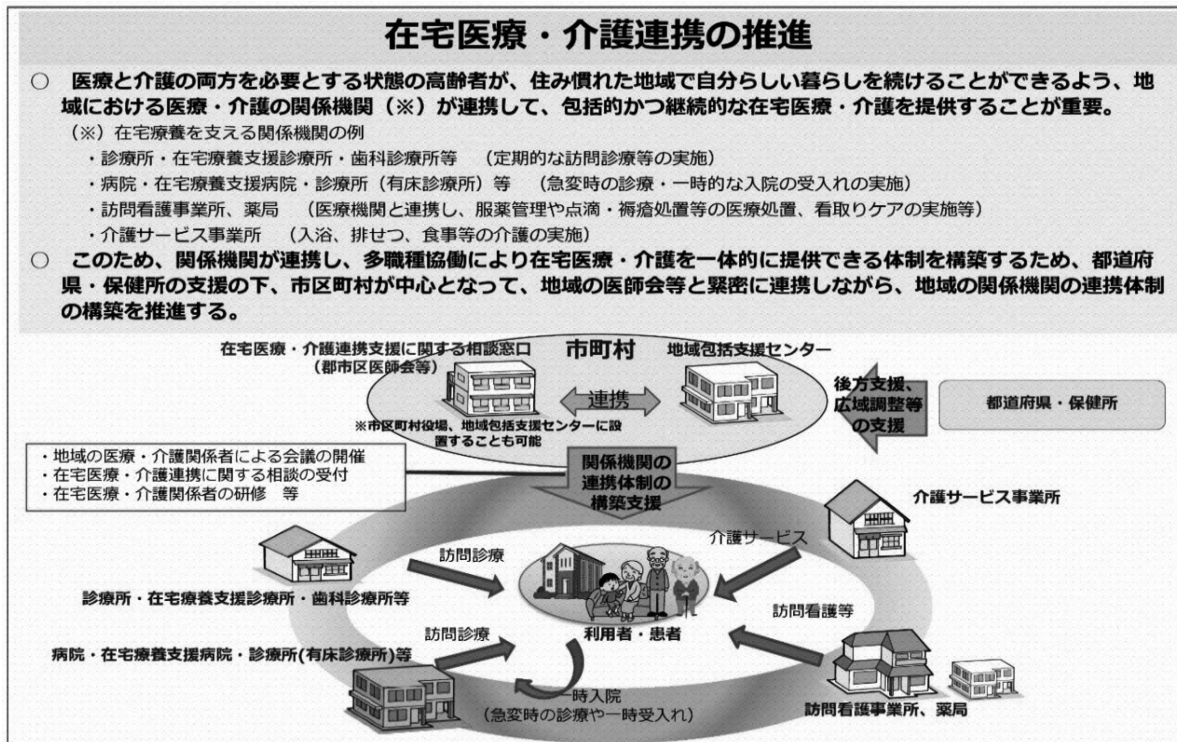 在宅医療・介護連携の推進
○　医療と介護の両方を必要とする状態の高齢者が、住み慣れた地域で自分らしい暮らしを続けることができるよう、地
域における医療・介護の関係機関（※）が連携して、包括的かつ継続的な在宅医療・介護を提供することが重要。
（※）在宅療養を支える関係機関の例
・診療所・在宅療養支援診療所・歯科診療所等　（定期的な訪問診療等の実施）
・病院・在宅療養支援病院・診療所（有床診療所）等　（急変時の診療・一時的な入院の受入れの実施）
・訪問看護事業所、薬局　（医療機関と連携し、服薬管理や点滴・褥瘡処置等の医療処置、看取りケアの実施等）
・介護サービス事業所　（入浴、排せつ、食事等の介護の実施）
○　このため、関係機関が連携し、多職種協働により在宅医療・介護を一体的に提供できる体制を構築するため、都道府
県・保健所の支援の下、市区町村が中心となって、地域の医師会等と緊密に連携しながら、地域の関係機関の連携体制
の構築を推進する。
市町村
在宅医療・介護連携支援に関する相談窓口
（郡市区医師会等）
地域包括支援センター
連携
※市区町村役場、地域包括支援センターに設
置することも可能
後方支援、
広域調整等
の支援
都道府県・保健所
・地域の医療・介護関係者による会議の開催
・在宅医療・介護連携に関する相談の受付
・在宅医療・介護関係者の研修　等
関係機関の
連携体制の
構築支援
介護サービス事業所
訪問診療
介護サービス
診療所・在宅療養支援診療所・歯科診療所等
利用者・患者
訪問看護等
訪問診療
病院・在宅療養支援病院・診療所(有床診療所)等
一時入院
（急変時の診療や一時受入れ）
訪問看護事業所、薬局